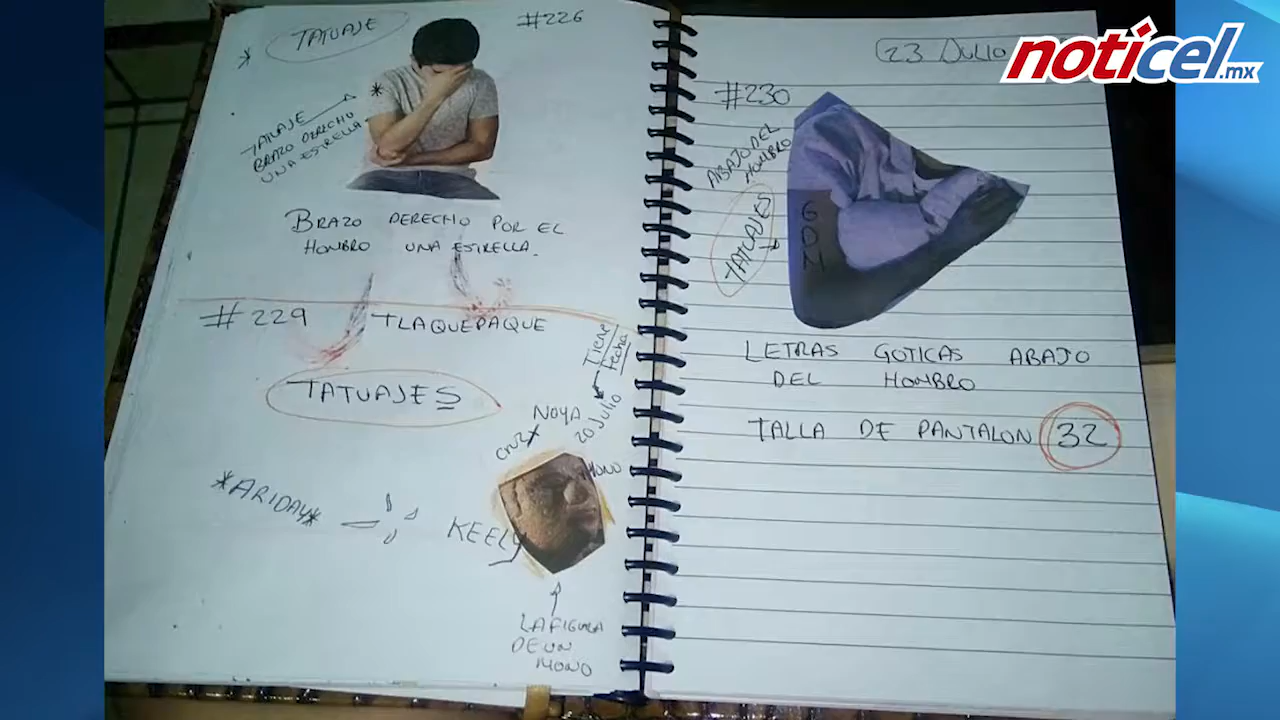 TATUAJE
#226
TATUAJE
BRAZO DERECHO
UNA ESTRELLA
BRAZO DERECHO POR EL
HOMBRO UNA ESTRELLA.
#229 TLAQUEPAQUE
TATUAJES
Tiene
fecha
20 Julio
NOYA
CRUZ
MONO
*ARIDAY*
KEELY
LA FIGURA
DE UN
MONO
23 JULIO
noticel.mx
#230
ABAJO DEL
HOMBRO
TATUAJES
GDN
LETRAS GOTICAS ABAJO
DEL HOMBRO
TALLA DE PANTALON 32